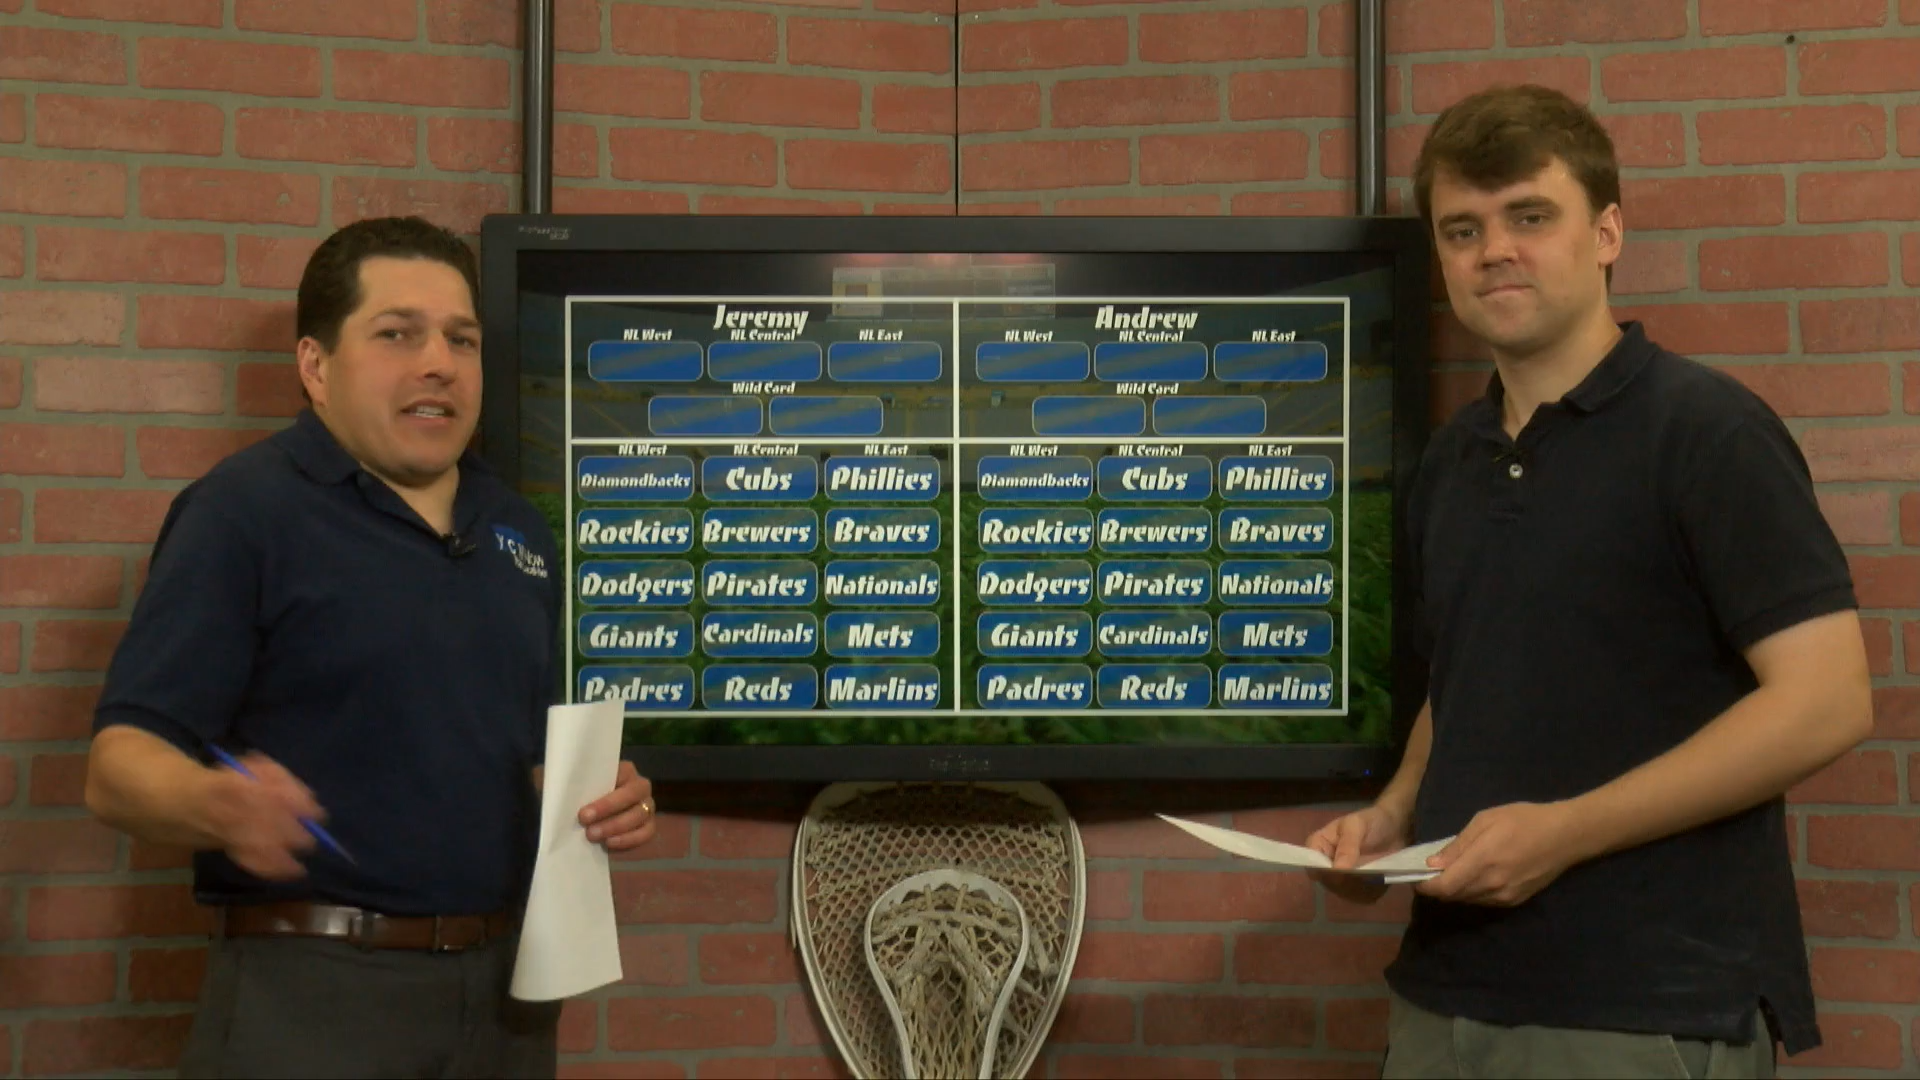 Jeremy
NL West NL Central NL East
Wild Card
NL West NL Central NL East
Diamondbacks Cubs Phillies
Rockies Brewers Braves
Dodgers Pirates Nationals
Giants Cardinals Mets
Padres Reds Marlins
Andrew
NL West NL Central NL East
Wild Card
NL West NL Central NL East
Diamondbacks Cubs Phillies
Rockies Brewers Braves
Dodgers Pirates Nationals
Giants Cardinals Mets
Padres Reds Marlins